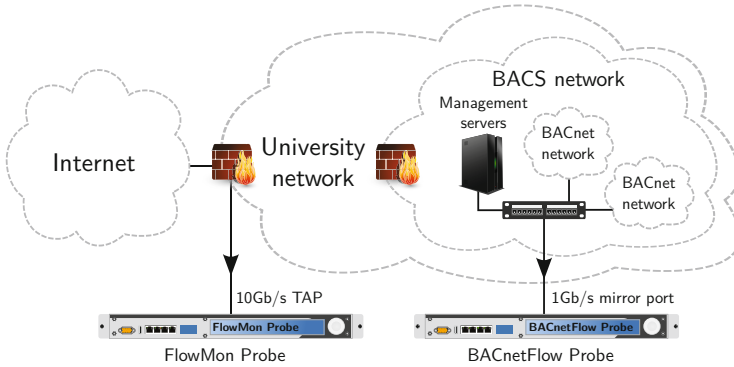 BACS network
Management
servers
BACnet
network
Internet
University
network
BACnet
network
10Gb/s TAP
1Gb/s mirror port
FlowMon Probe
BACnetFlow Probe
FlowMon Probe
BACnetFlow Probe